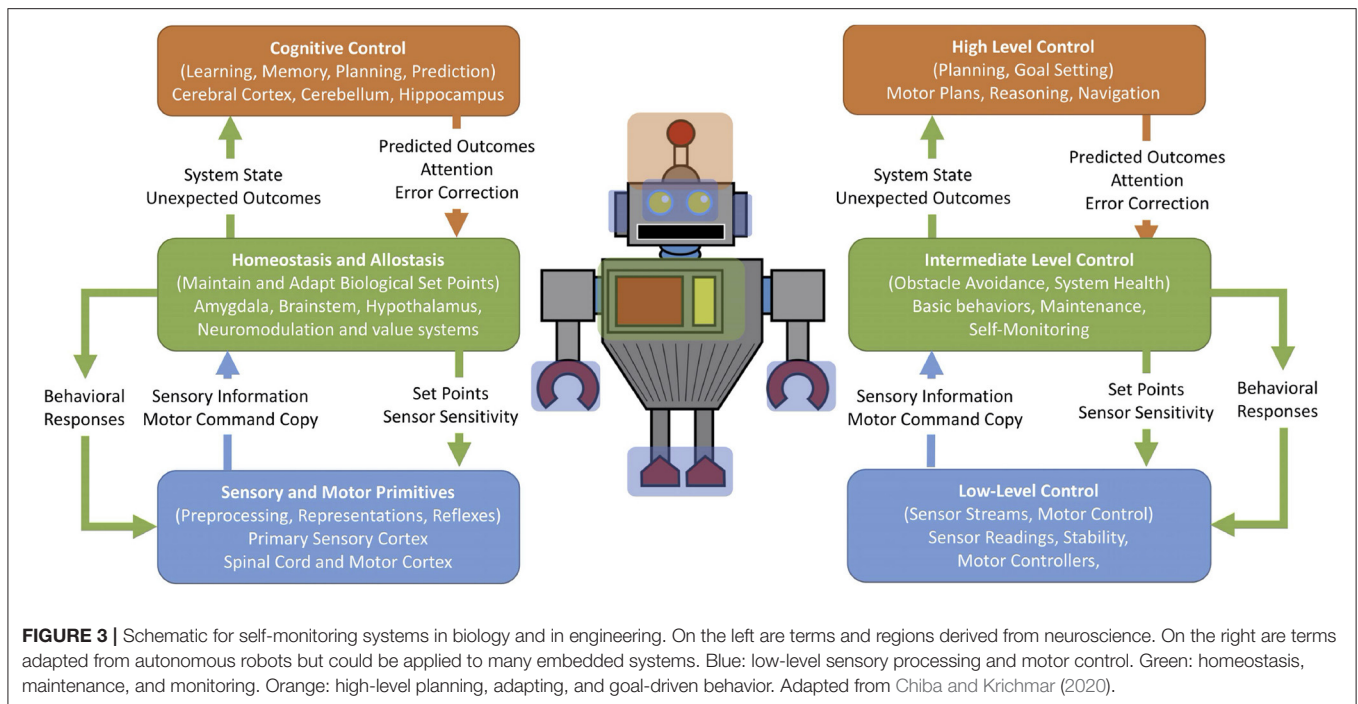 Cognitive Control
(Learning, Memory, Planning, Prediction)
Cerebral Cortex, Cerebellum, Hippocampus
System State
Unexpected Outcomes
Predicted Outcomes
Attention
Error Correction
Homeostasis and Allostasis
(Maintain and Adapt Biological Set Points)
Amygdala, Brainstem, Hypothalamus,
Neuromodulation and value systems
Behavioral
Responses
Sensory Information
Motor Command Copy
Set Points
Sensor Sensitivity
Sensory and Motor Primitives
(Preprocessing, Representations, Reflexes)
Primary Sensory Cortex
Spinal Cord and Motor Cortex
High Level Control
(Planning, Goal Setting)
Motor Plans, Reasoning, Navigation
System State
Unexpected Outcomes
Predicted Outcomes
Attention
Error Correction
Intermediate Level Control
(Obstacle Avoidance, System Health)
Basic behaviors, Maintenance,
Self-Monitoring
Sensory Information
Motor Command Copy
Set Points
Sensor Sensitivity
Behavioral
Responses
Low-Level Control
(Sensor Streams, Motor Control)
Sensor Readings, Stability,
Motor Controllers,
FIGURE 3 | Schematic for self-monitoring systems in biology and in engineering. On the left are terms and regions derived from neuroscience. On the right are terms
adapted from autonomous robots but could be applied to many embedded systems. Blue: low-level sensory processing and motor control. Green: homeostasis,
maintenance, and monitoring. Orange: high-level planning, adapting, and goal-driven behavior. Adapted from Chiba and Krichmar (2020).